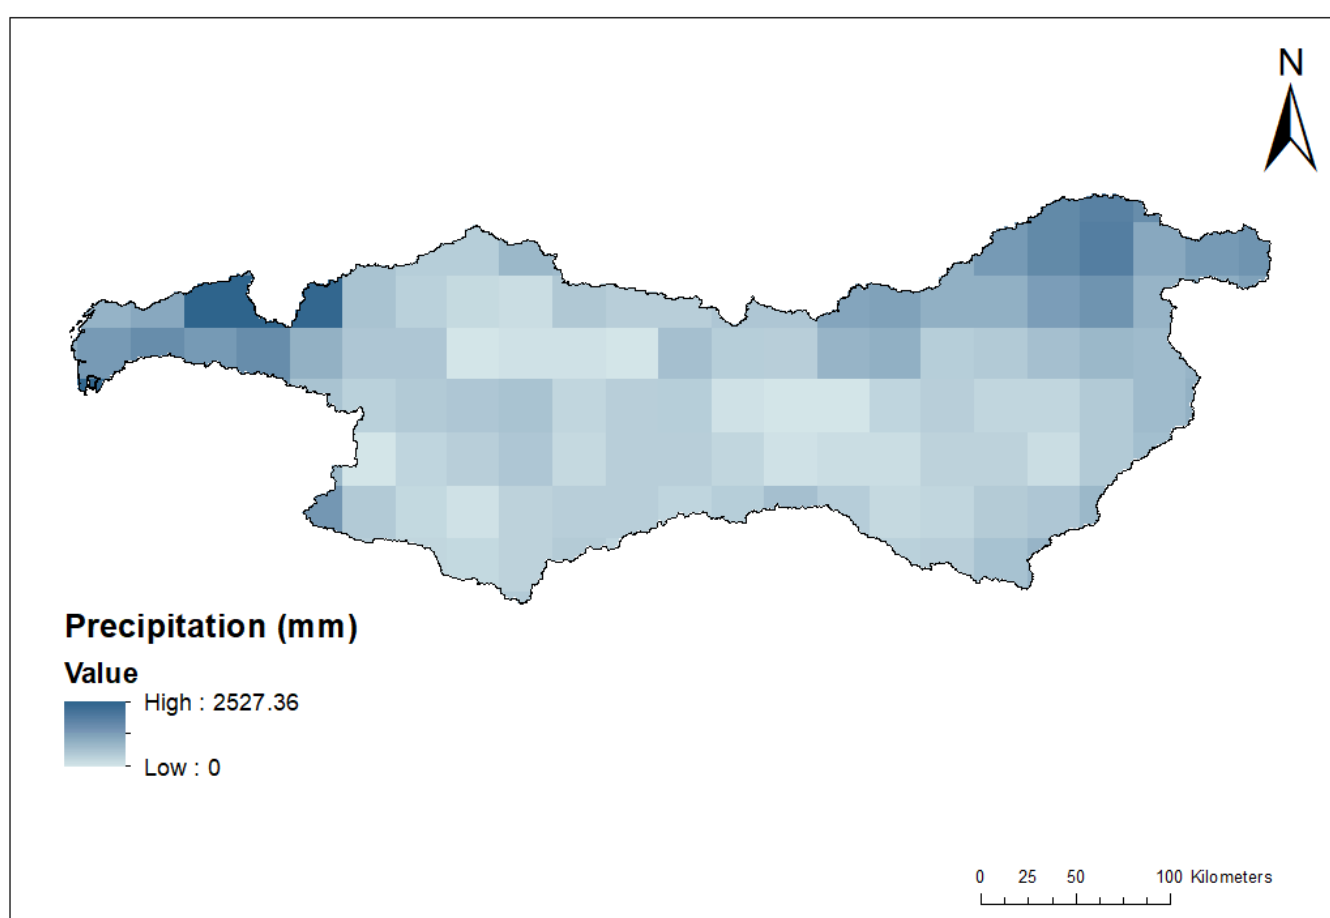 N
Precipitation (mm)
Value
High : 2527.36
Low : 0
0 25 50 100 Kilometers